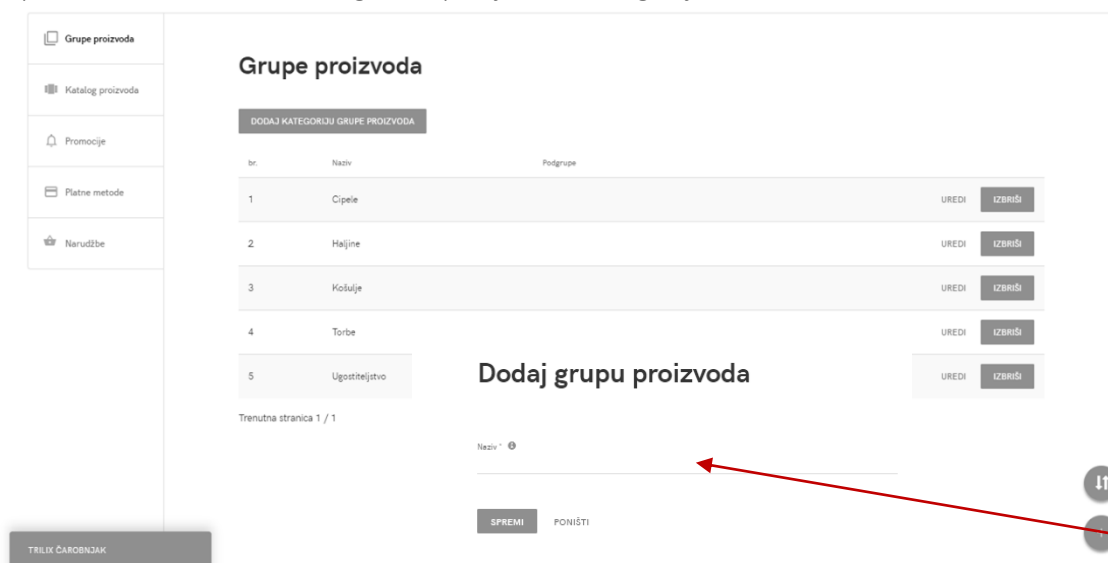 Grupe proizvoda
Katalog proizvoda
Promocije
Platne metode
Narudžbe
Grupe proizvoda
DODAJ KATEGORIJU GRUPE PROIZVODA
br. Naziv Podgrupe
1 Cipele UREDI IZBRIŠI
2 Haljine UREDI IZBRIŠI
3 Košulje UREDI IZBRIŠI
4 Torbe UREDI IZBRIŠI
5 Ugostiteljstvo UREDI IZBRIŠI
Trenutna stranica 1 / 1
Dodaj grupu proizvoda
Naziv *
SPREMI PONIŠTI
TRILIX ČAROBNJAK